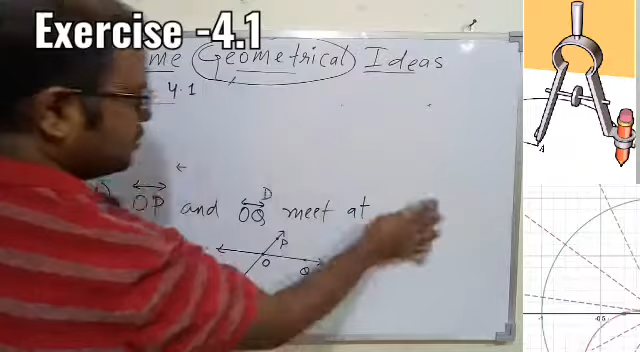 Exercise -4.1
me Geometrical Ideas
4.1
OP and OQ meet at
D
P
O
Q
A
-0.5